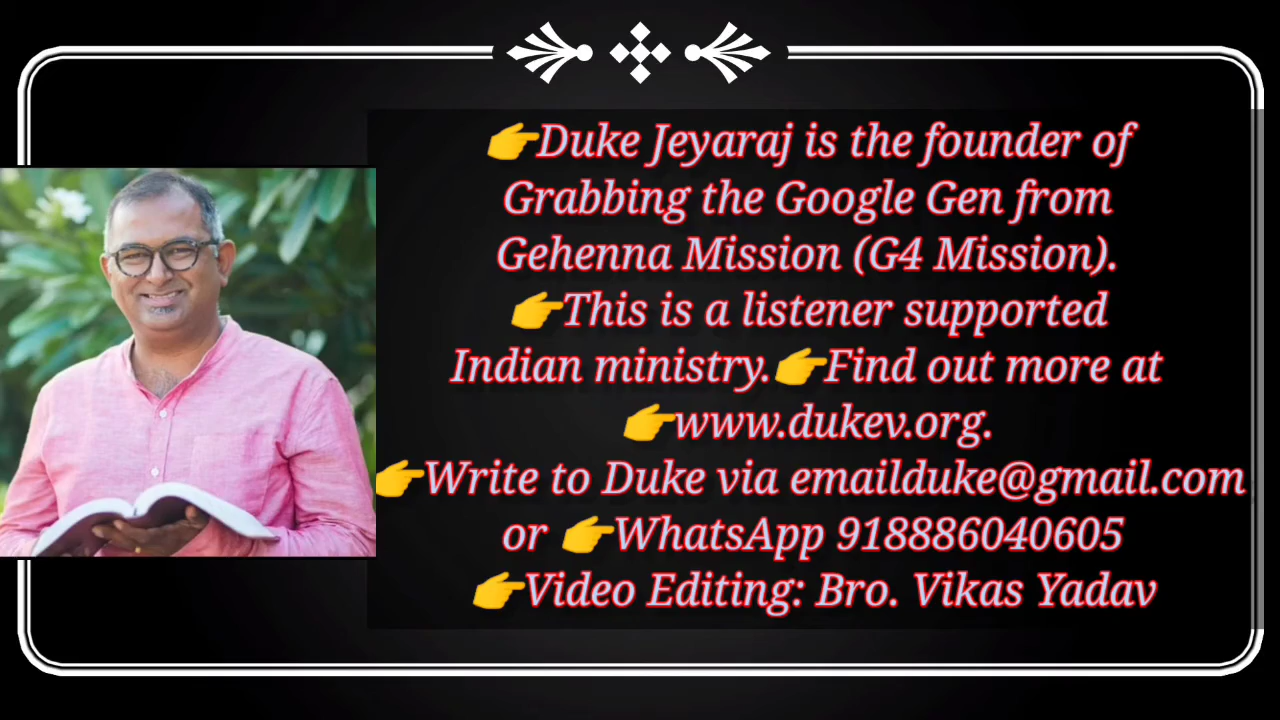 👉Duke Jeyaraj is the founder of
Grabbing the Google Gen from
Gehenna Mission (G4 Mission).
👉This is a listener supported
Indian ministry.👉Find out more at
👉www.dukev.org.
👉Write to Duke via emailduke@gmail.com
or 👉WhatsApp 918886040605
👉Video Editing: Bro. Vikas Yadav